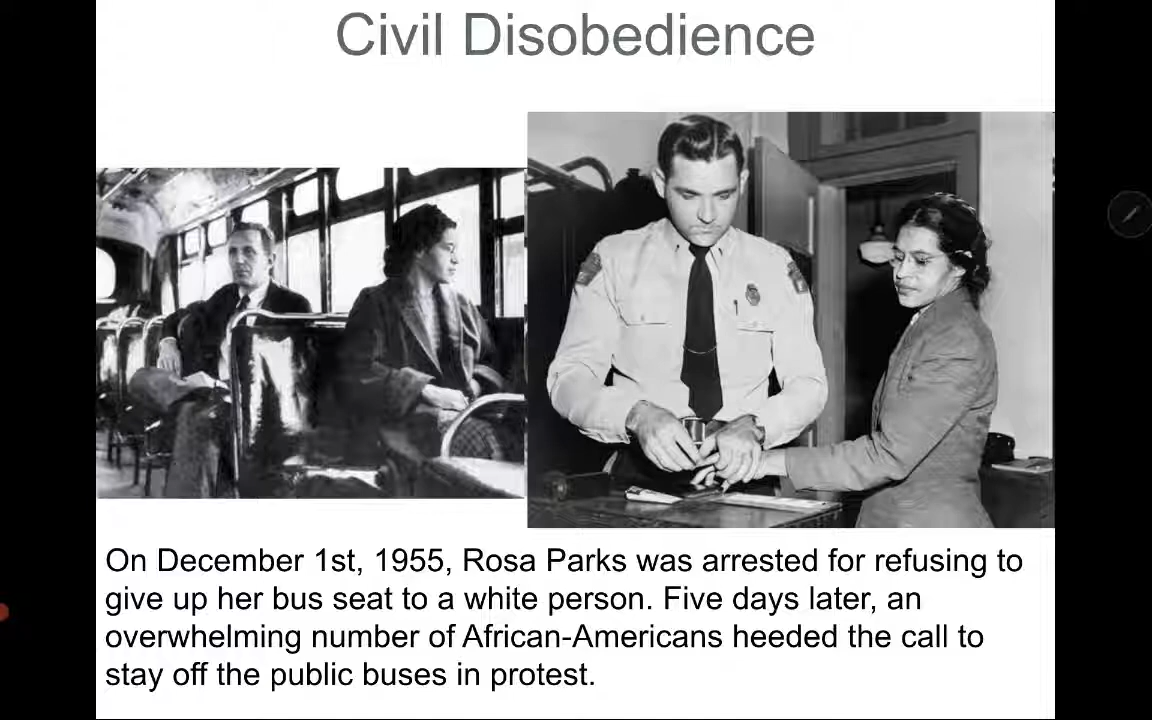 Civil Disobedience
On December 1st, 1955, Rosa Parks was arrested for refusing to
give up her bus seat to a white person. Five days later, an
overwhelming number of African-Americans heeded the call to
stay off the public buses in protest.